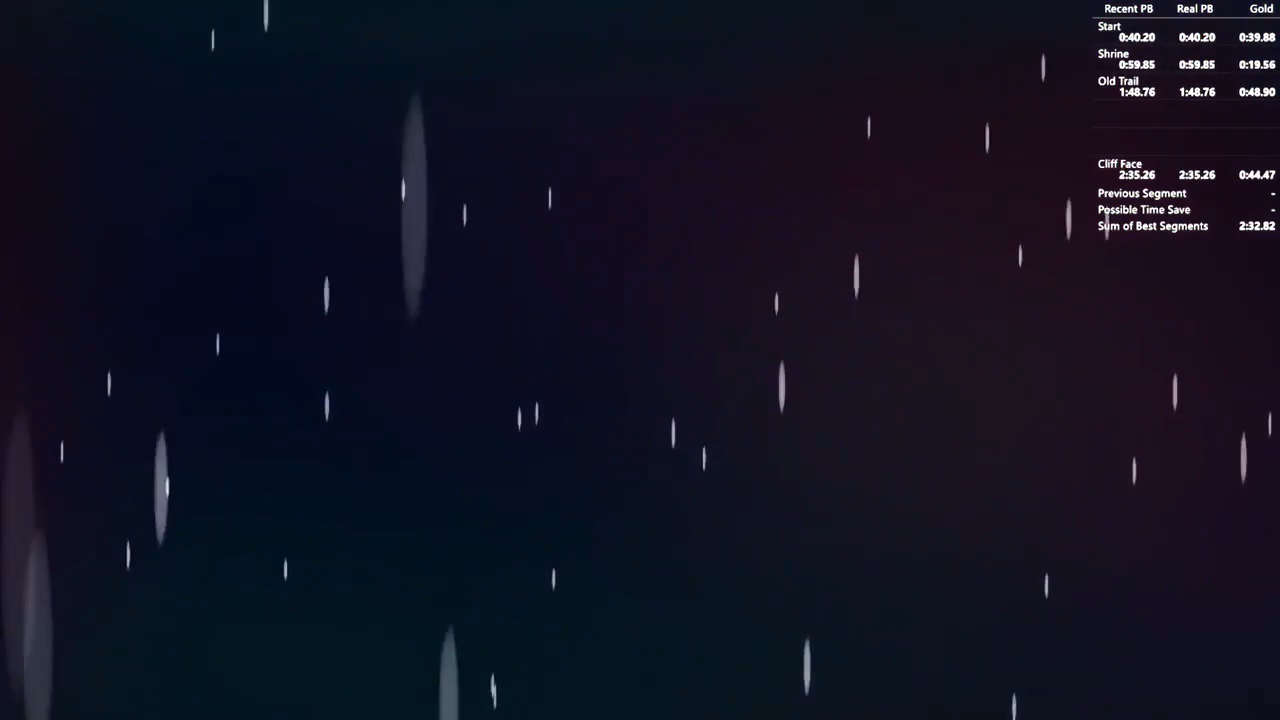 Recent PB Real PB Gold
Start
0:40.20 0:40.20 0:39.88
Shrine
0:59.85 0:59.85 0:19.56
Old Trail
1:48.76 1:48.76 0:48.90
Cliff Face
2:35.26 2:35.26 0:44.47
Previous Segment -
Possible Time Save -
Sum of Best Segments 2:32.82